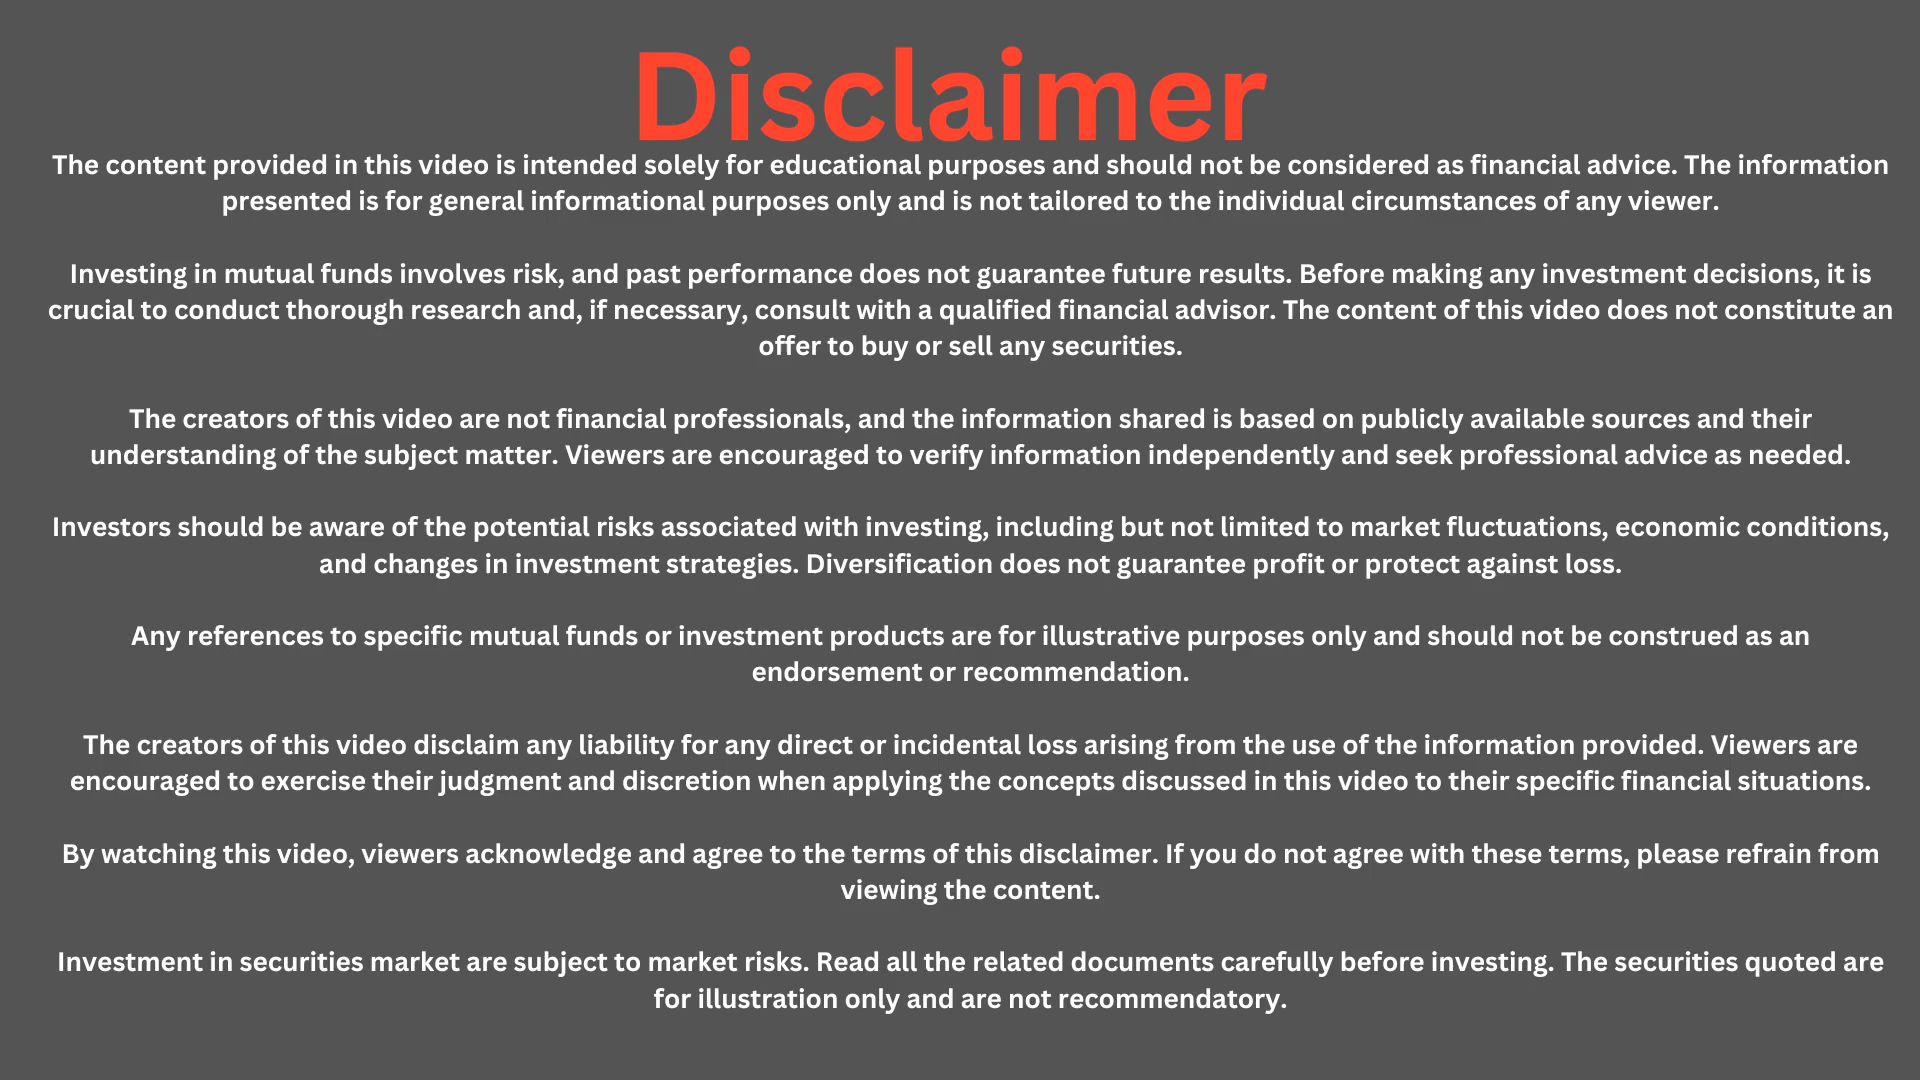 Disclaimer
The content provided in this video is intended solely for educational purposes and should not be considered as financial advice. The information
presented is for general informational purposes only and is not tailored to the individual circumstances of any viewer.
Investing in mutual funds involves risk, and past performance does not guarantee future results. Before making any investment decisions, it is
crucial to conduct thorough research and, if necessary, consult with a qualified financial advisor. The content of this video does not constitute an
offer to buy or sell any securities.
The creators of this video are not financial professionals, and the information shared is based on publicly available sources and their
understanding of the subject matter. Viewers are encouraged to verify information independently and seek professional advice as needed.
Investors should be aware of the potential risks associated with investing, including but not limited to market fluctuations, economic conditions,
and changes in investment strategies. Diversification does not guarantee profit or protect against loss.
Any references to specific mutual funds or investment products are for illustrative purposes only and should not be construed as an
endorsement or recommendation.
The creators of this video disclaim any liability for any direct or incidental loss arising from the use of the information provided. Viewers are
encouraged to exercise their judgment and discretion when applying the concepts discussed in this video to their specific financial situations.
By watching this video, viewers acknowledge and agree to the terms of this disclaimer. If you do not agree with these terms, please refrain from
viewing the content.
Investment in securities market are subject to market risks. Read all the related documents carefully before investing. The securities quoted are
for illustration only and are not recommendatory.